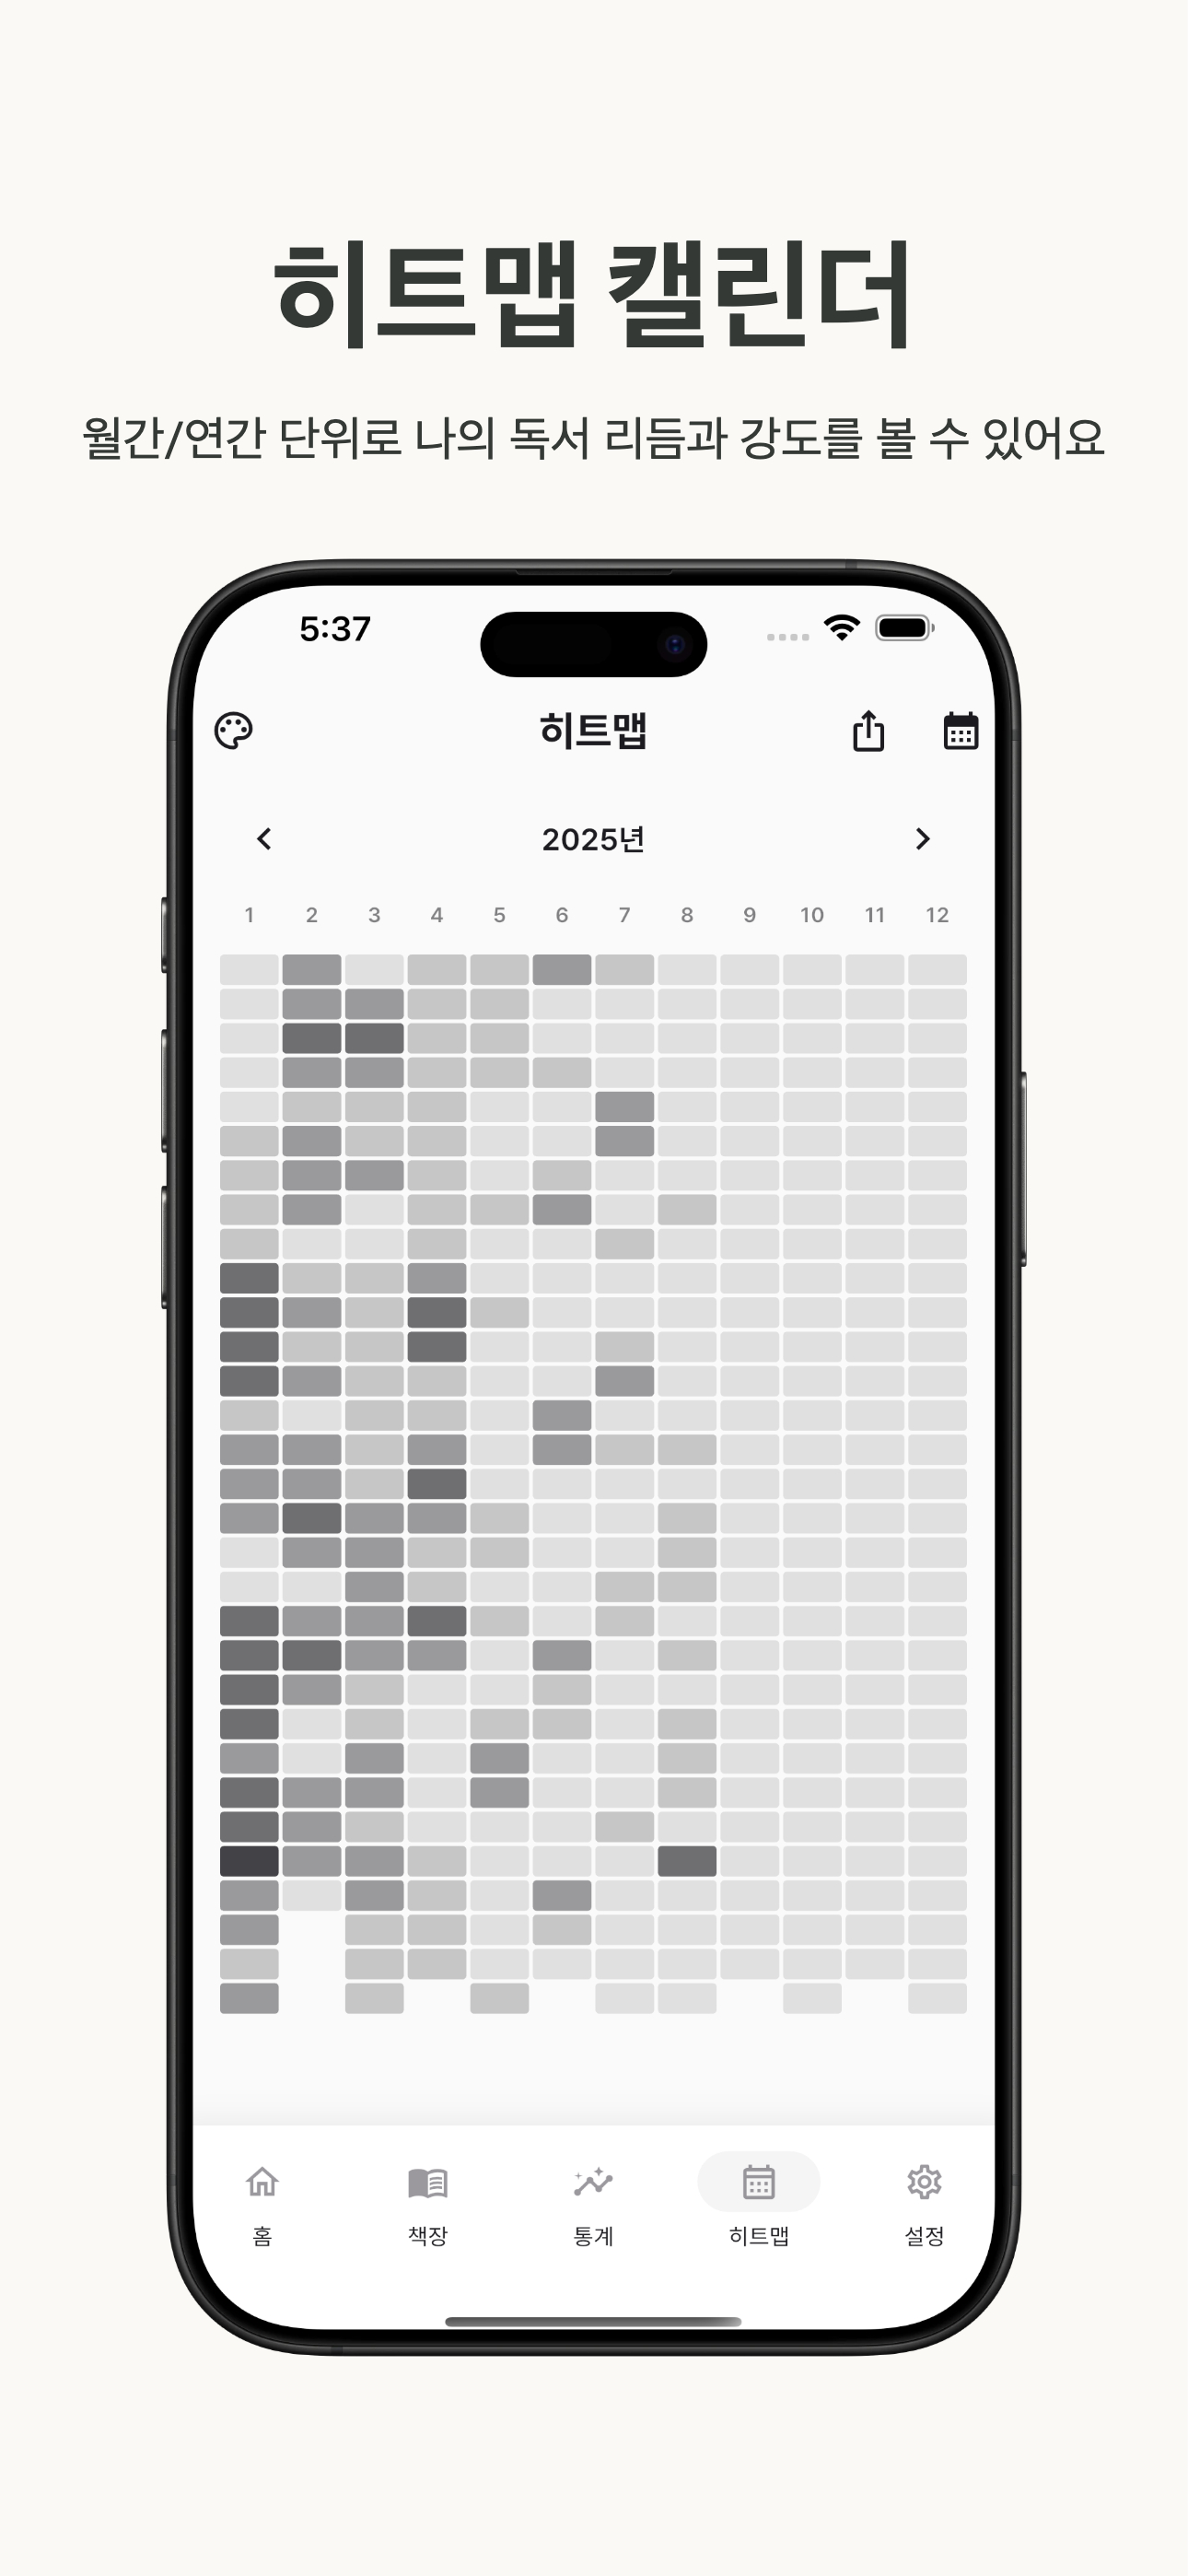 히트맵 캘린더
월간/연간 단위로 나의 독서 리듬과 강도를 볼 수 있어요
5:37
히트맵
2025년
1 2 3 4 5 6 7 8 9 10 11 12
홈 책장 통계 히트맵 설정